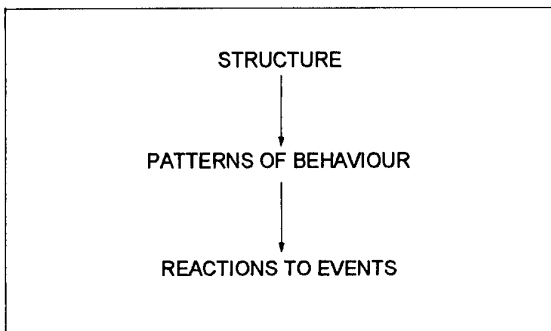 STRUCTURE
PATTERNS OF BEHAVIOUR
REACTIONS TO EVENTS